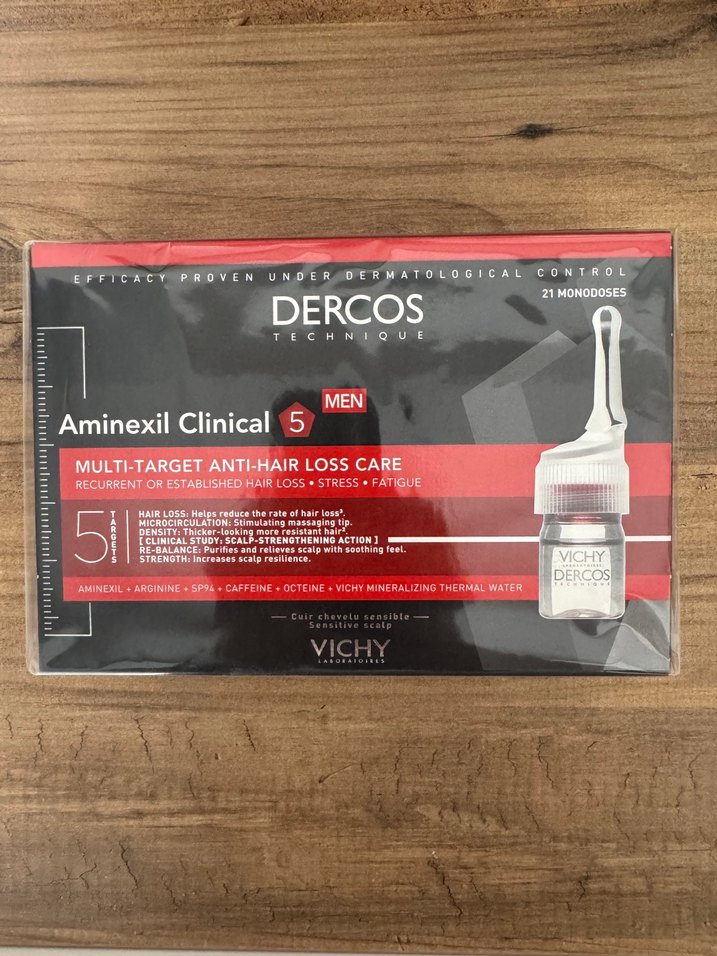 EFFICACY PROVEN UNDER DERMATOLOGICAL CONTROL
DERCOS
TECHNIQUE
21 MONODOSES
MEN
Aminexil Clinical 5
MULTI-TARGET ANTI-HAIR LOSS CARE
RECURRENT OR ESTABLISHED HAIR LOSS • STRESS • FATIGUE
5 TARGETS
HAIR LOSS: Helps reduce the rate of hair loss³.
MICROCIRCULATION: Stimulating massaging tip.
DENSITY: Thicker-looking more resistant hair².
[ CLINICAL STUDY: SCALP-STRENGTHENING ACTION ]
RE-BALANCE: Purifies and relieves scalp with soothing feel.
STRENGTH: Increases scalp resilience.
AMINEXIL + ARGININE + SP94 + CAFFEINE + OCTEINE + VICHY MINERALIZING THERMAL WATER
Cuir chevelu sensible
Sensitive scalp
VICHY
LABORATOIRES
VICHY
LABORATOIRES
DERCOS
TECHNIQUE